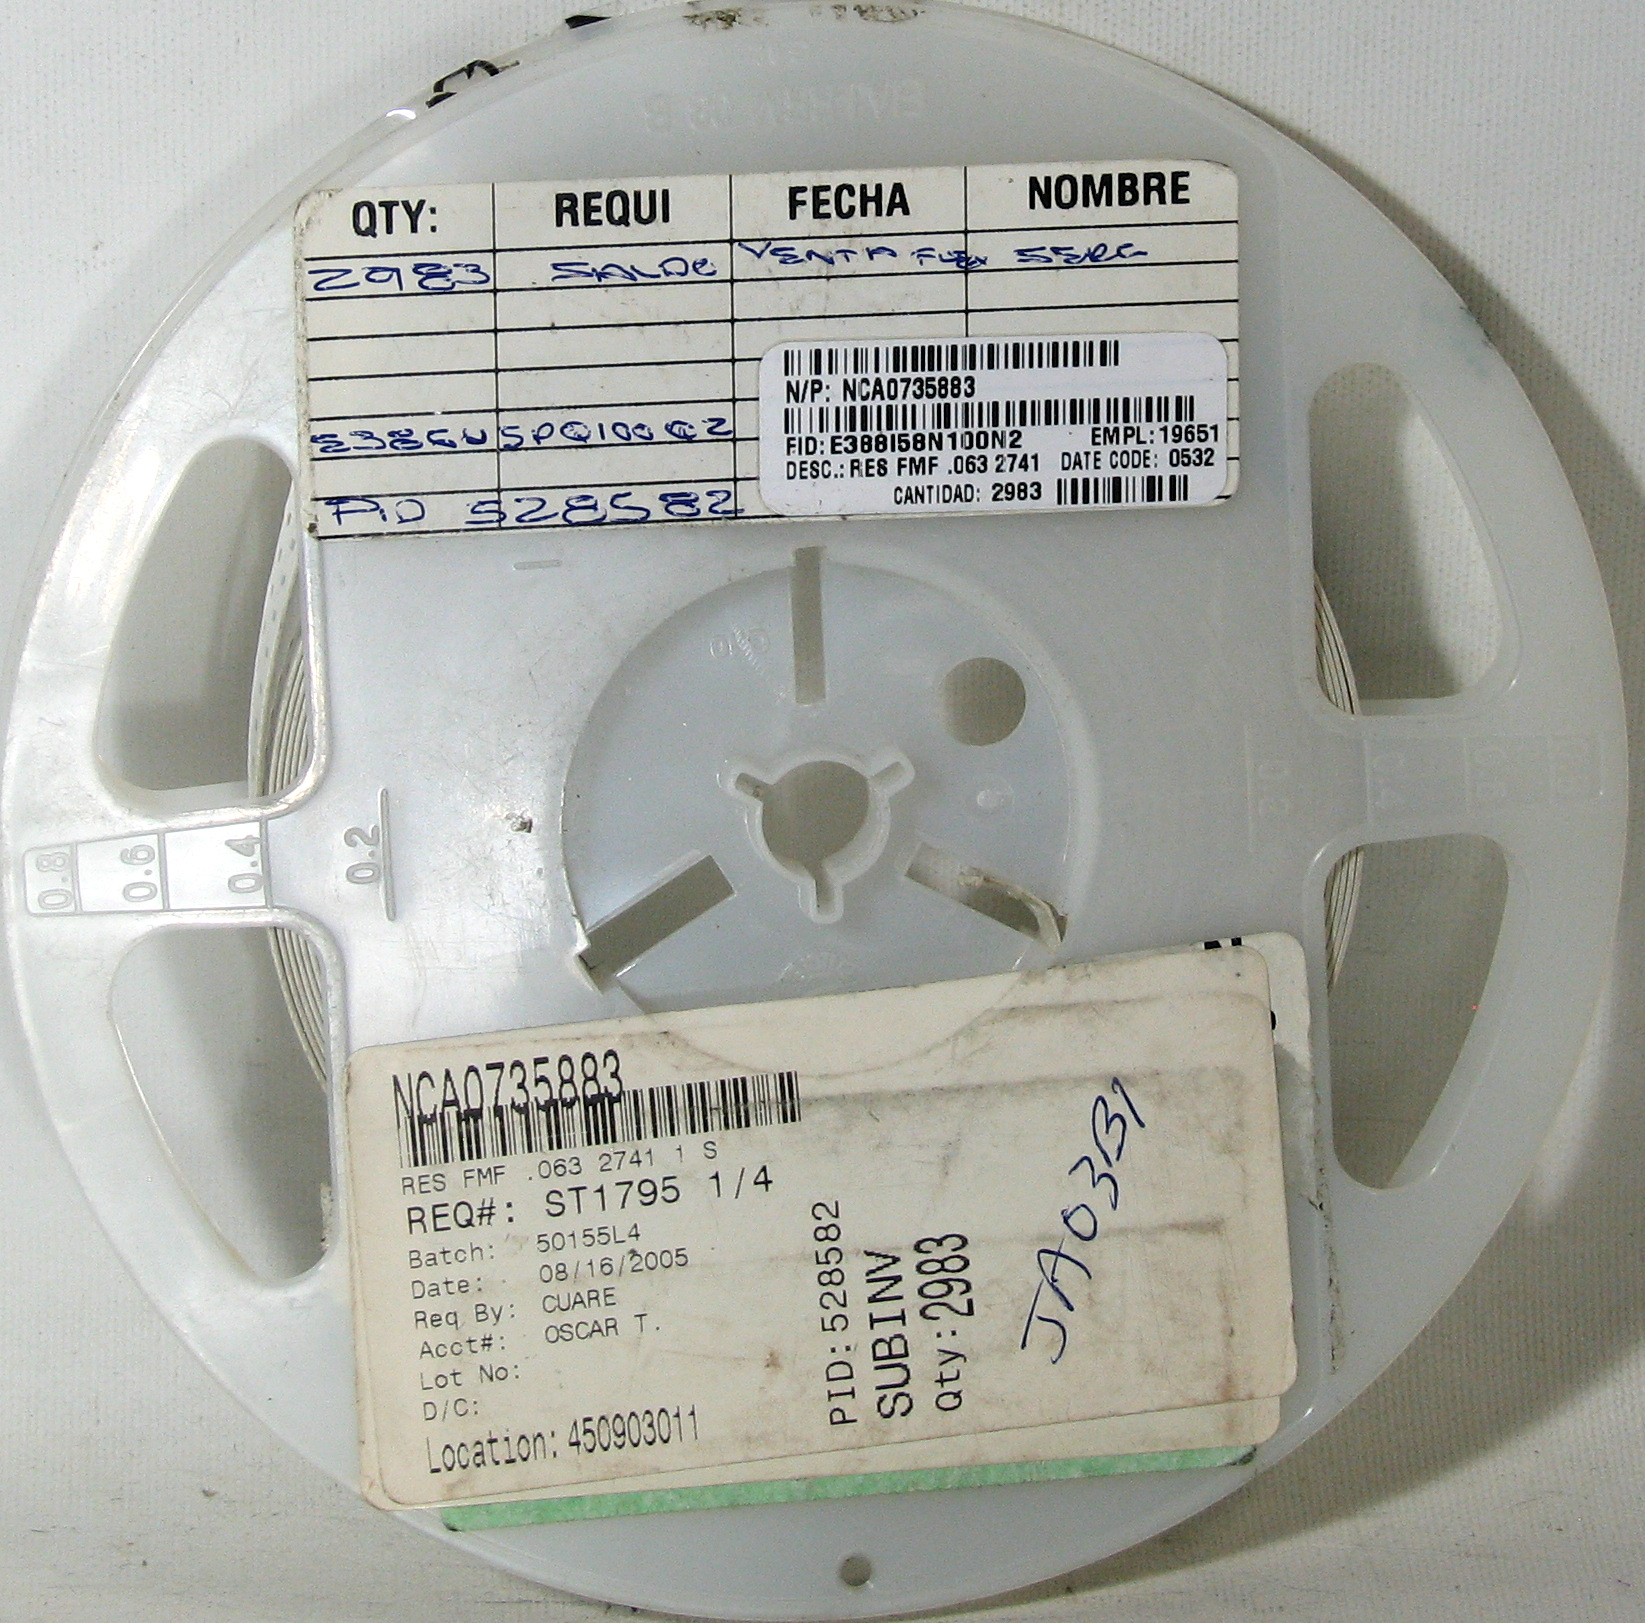 QTY: REQUI FECHA NOMBRE
2983 SALDO VENTA SERG
N/P: NCA0735883
FID: E388I58N100N2 EMPL: 19651
DESC.: RES FMF .063 2741 DATE CODE: 0532
CANTIDAD: 2983
PID 528582
0.8 0.6 0.4 0.2
NCA0735883
RES FMF .063 2741 1 S
REQ#: ST1795 1/4
Batch: 50155L4
Date: 08/16/2005
Req By: CUARE
Acct#: OSCAR T.
Lot No:
D/C:
Location: 450903011
PID:528582
SUBINV
Qty:2983
JA03B1